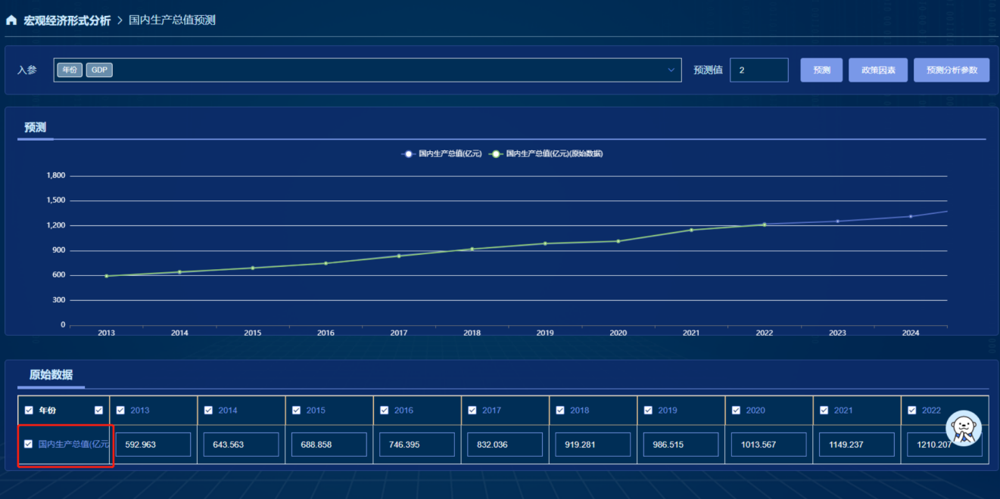 宏观经济形式分析 > 国内生产总值预测
入参 年份 GDP 预测值 2 预测 政策因素 预测分析参数
预测
国内生产总值(亿元) 国内生产总值(亿元)(原始数据)
1,800
1,500
1,200
900
600
300
0
2013 2014 2015 2016 2017 2018 2019 2020 2021 2022 2023 2024
原始数据
年份 2013 2014 2015 2016 2017 2018 2019 2020 2021 2022
国内生产总值(亿元 592.963 643.563 688.858 746.395 832.036 919.281 986.515 1013.567 1149.237 1210.207